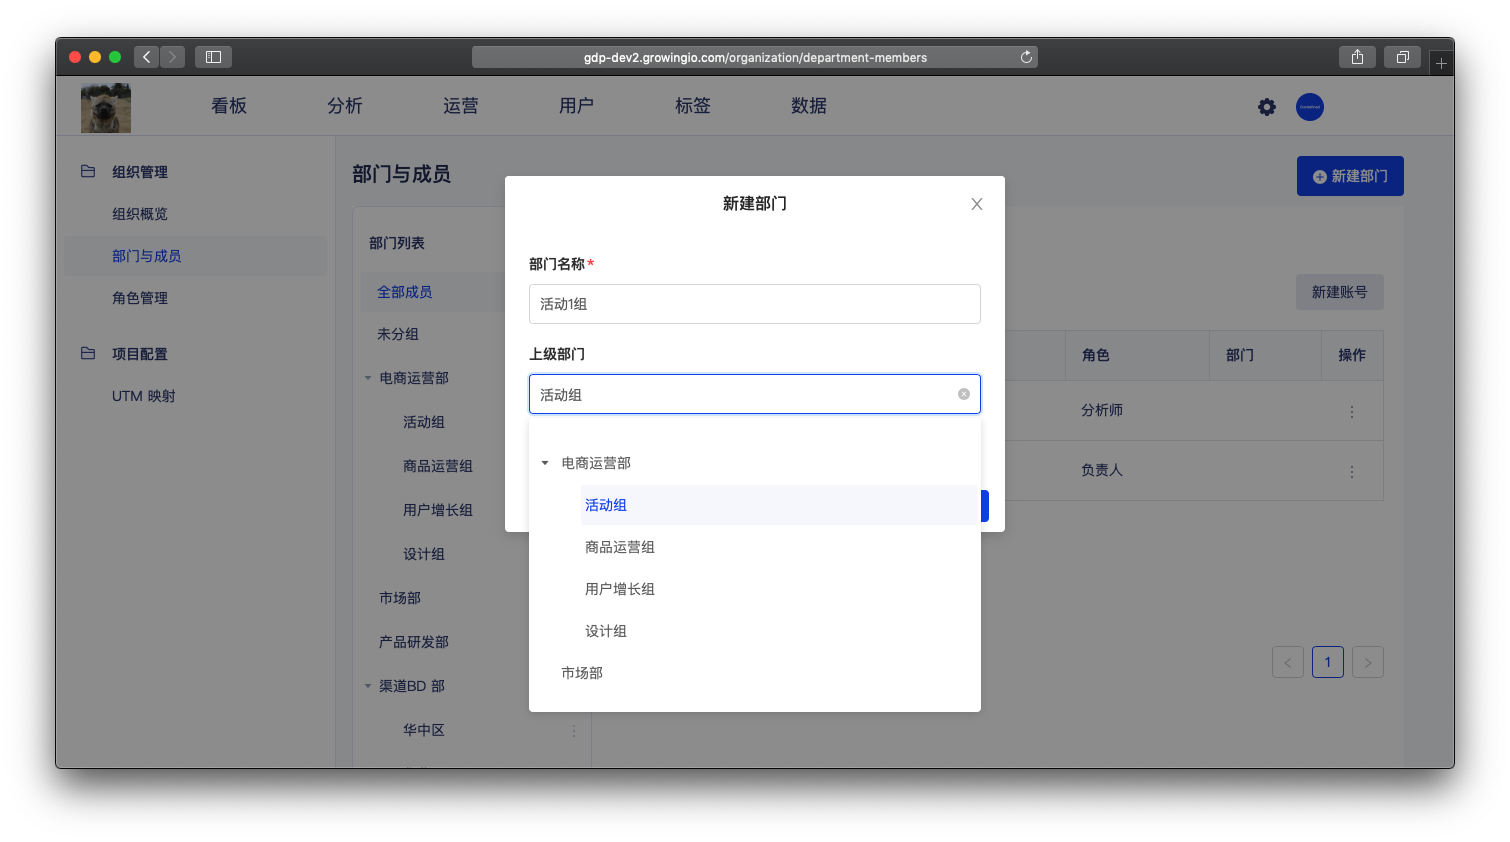 gdp-dev2.growingio.com/organization/department-members
看板 分析 运营 用户 标签 数据
组织管理
组织概览
部门与成员
角色管理
项目配置
UTM 映射
部门与成员
新建部门
部门列表
全部成员
未分组
电商运营部
活动组
商品运营组
用户增长组
设计组
市场部
产品研发部
渠道BD 部
华中区
新建账号
角色 部门 操作
分析师
负责人
1
新建部门
部门名称*
活动1组
上级部门
活动组
电商运营部
活动组
商品运营组
用户增长组
设计组
市场部